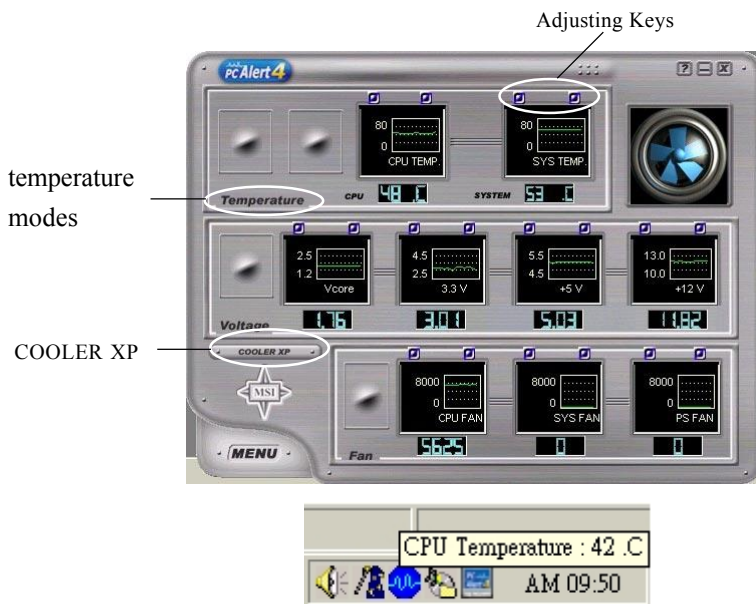 Adjusting Keys
PC Alert 4
? X
80
0
CPU TEMP.
80
0
SYS TEMP.
temperature
modes
Temperature
CPU 48 .C
SYSTEM 53 .C
2.5
1.2
Vcore
4.5
2.5
3.3 V
5.5
4.5
+5 V
13.0
10.0
+12 V
Voltage
1.76
3.01
5.03
11.82
COOLER XP
COOLER XP
MSI
8000
0
CPU FAN
8000
0
SYS FAN
8000
0
PS FAN
MENU
Fan
5625
0
0
CPU Temperature : 42 .C
AM 09:50